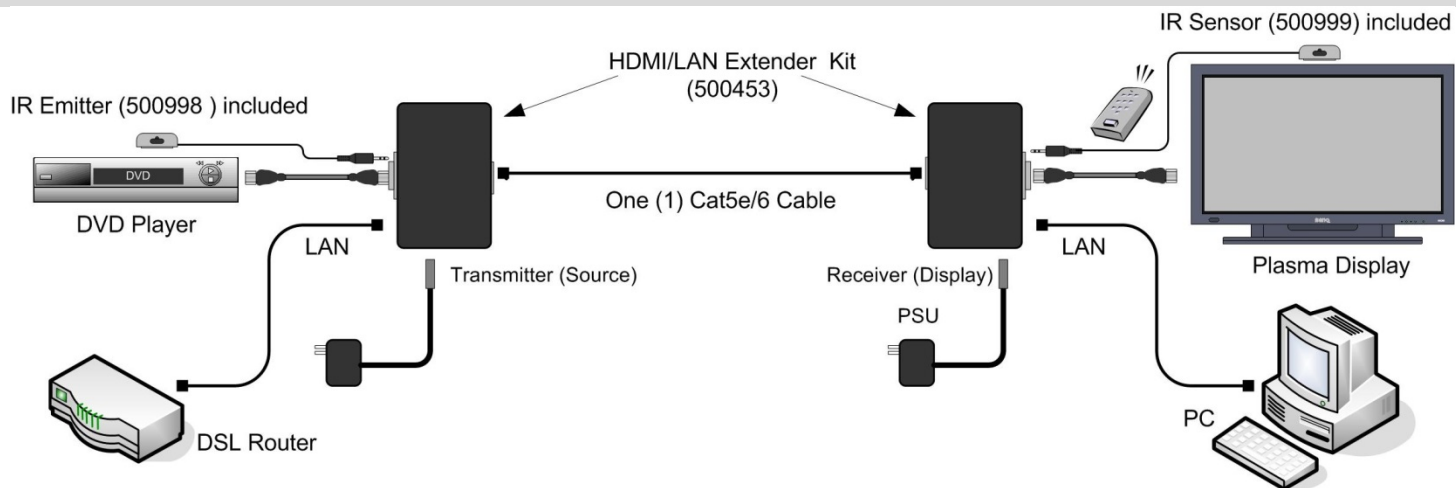 IR Sensor (500999) included
HDMI/LAN Extender Kit
(500453)
IR Emitter (500998 ) included
DVD
DVD Player
One (1) Cat5e/6 Cable
BenQ
LAN
LAN
Plasma Display
Transmitter (Source)
Receiver (Display)
PSU
DSL Router
PC